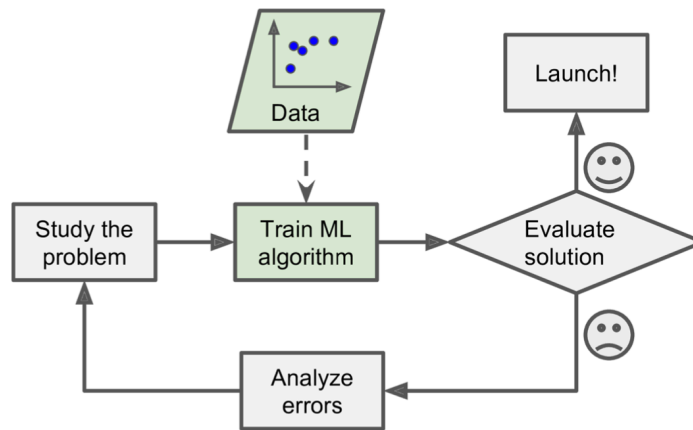 Data
Launch!
Study the
problem
Train ML
algorithm
Evaluate
solution
Analyze
errors